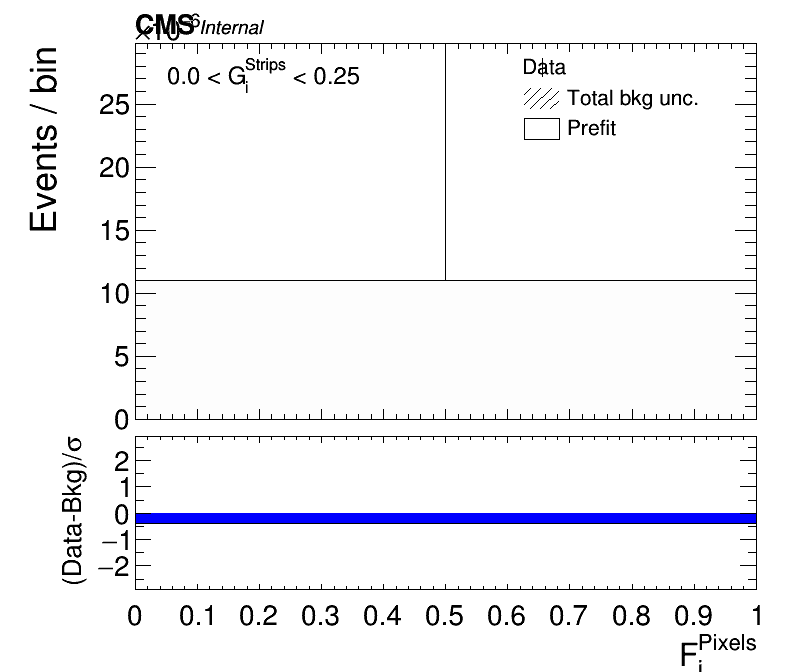 CMS Internal
×10⁻⁶
Events / bin
0.0 < G_i^Strips < 0.25
Data
Total bkg unc.
Prefit
25
20
15
10
5
0
(Data-Bkg)/σ
2
1
0
−1
−2
0 0.1 0.2 0.3 0.4 0.5 0.6 0.7 0.8 0.9 1
F_i^Pixels